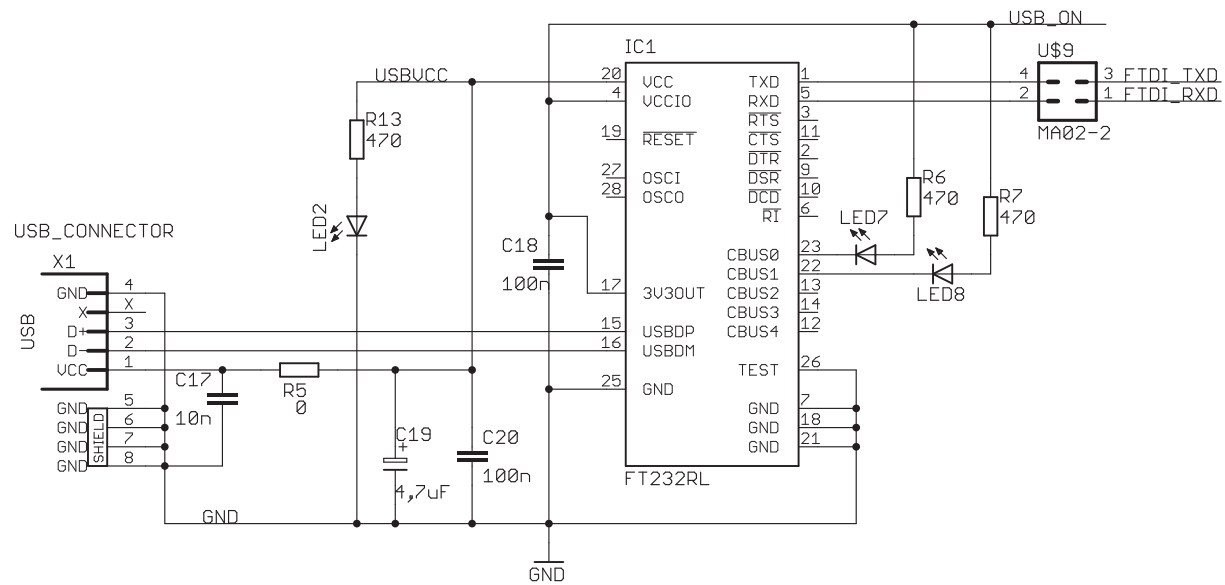 USB_ON
IC1
U$9
USBVCC
20 VCC TXD 1
4 3 FTDI_TXD
4 VCCIO RXD 5
2 1 FTDI_RXD
RTS 3
R13
470
19 RESET CTS 11
MA02-2
DTR 2
27 OSCI DSR 9
R6
470
28 OSCO DCD 10
R7
470
RI 6
LED7
LED2
USB_CONNECTOR
C18
100n
CBUS0 23
X1
CBUS1 22
LED8
GND 4
17 3V3OUT CBUS2 13
X X
CBUS3 14
USB
D+ 3
15 USBDP CBUS4 12
D- 2
16 USBDM
VCC 1
TEST 26
C17
10n
R5
0
25 GND
GND 5
GND 7
GND 6
GND 18
SHIELD
GND 7
GND 21
GND 8
C19
+
4,7uF
C20
100n
FT232RL
GND
GND